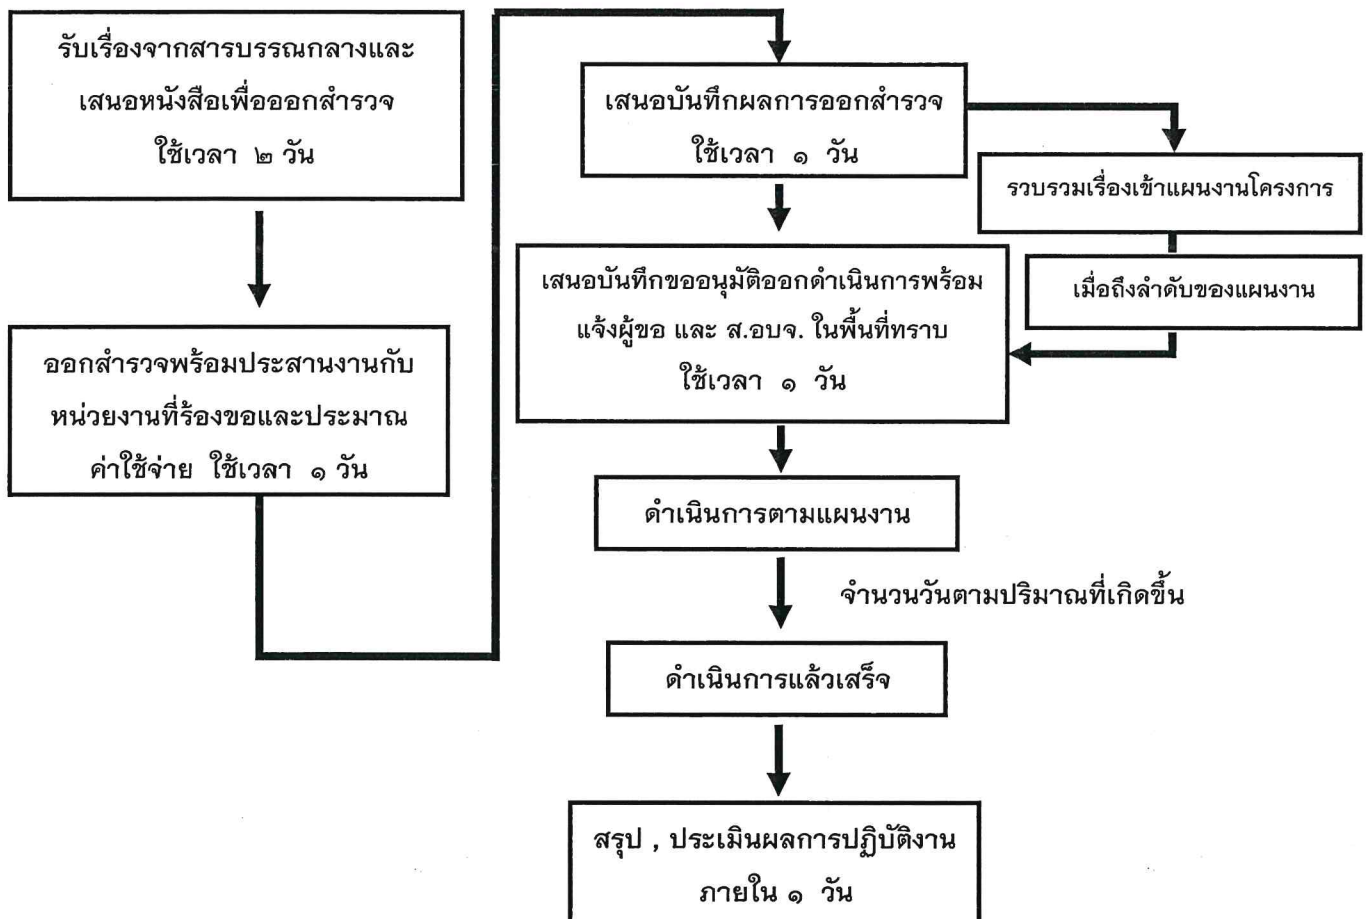 รับเรื่องจากสารบรรณกลางและ
เสนอหนังสือเพื่อออกสำรวจ
ใช้เวลา ๒ วัน
ออกสำรวจพร้อมประสานงานกับ
หน่วยงานที่ร้องขอและประมาณ
ค่าใช้จ่าย ใช้เวลา ๑ วัน
เสนอบันทึกผลการออกสำรวจ
ใช้เวลา ๑ วัน
รวบรวมเรื่องเข้าแผนงานโครงการ
เมื่อถึงลำดับของแผนงาน
เสนอบันทึกขออนุมัติออกดำเนินการพร้อม
แจ้งผู้ขอ และ ส.อบจ. ในพื้นที่ทราบ
ใช้เวลา ๑ วัน
ดำเนินการตามแผนงาน
จำนวนวันตามปริมาณที่เกิดขึ้น
ดำเนินการแล้วเสร็จ
สรุป , ประเมินผลการปฏิบัติงาน
ภายใน ๑ วัน